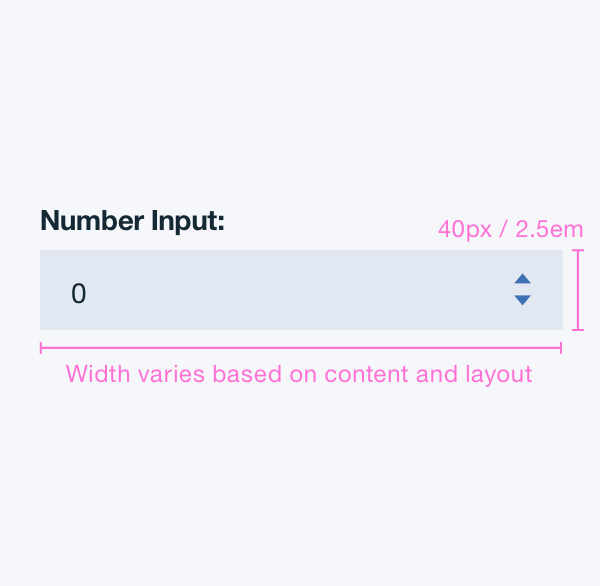 Number Input:
40px / 2.5em
0
Width varies based on content and layout